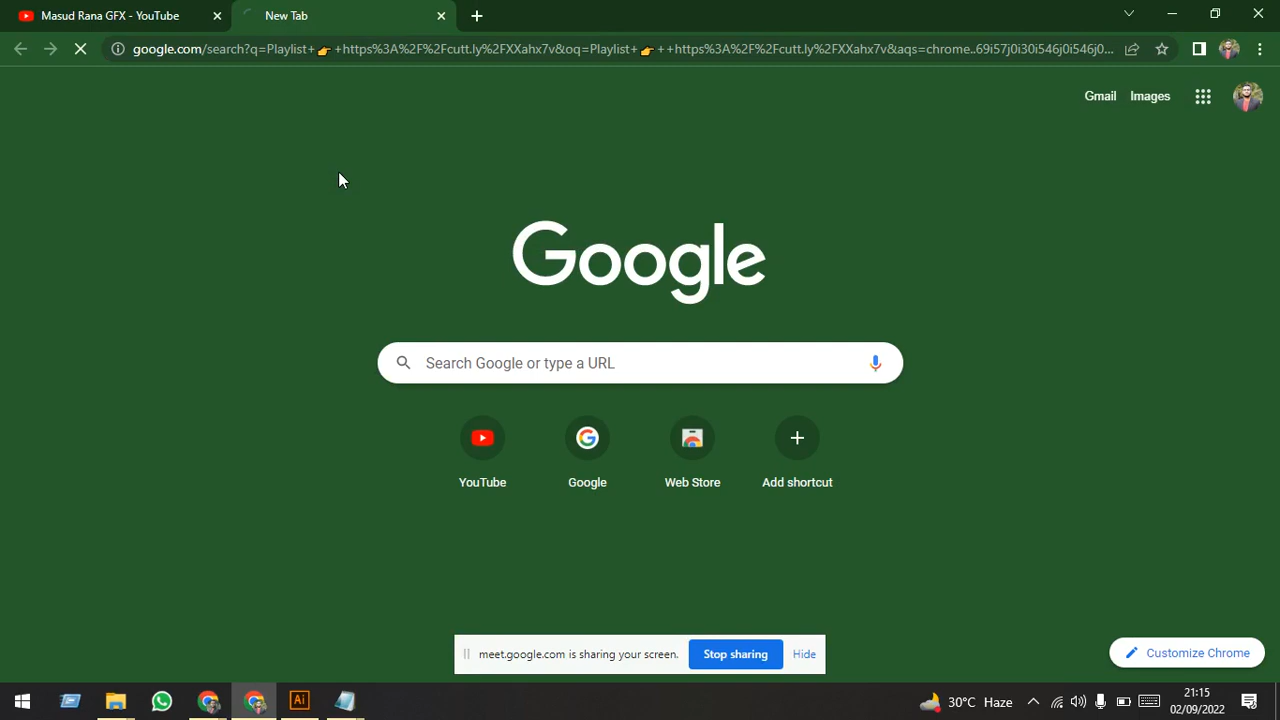 Masud Rana GFX - YouTube
New Tab
google.com/search?q=Playlist+👉+https%3A%2F%2Fcutt.ly%2FXXahx7v&oq=Playlist+👉++https%3A%2F%2Fcutt.ly%2FXXahx7v&aqs=chrome..69i57j0i30i546j0i546j0...
Gmail Images
Google
Search Google or type a URL
YouTube Google Web Store Add shortcut
meet.google.com is sharing your screen. Stop sharing Hide
Customize Chrome
Ai
30°C Haze
21:15
02/09/2022